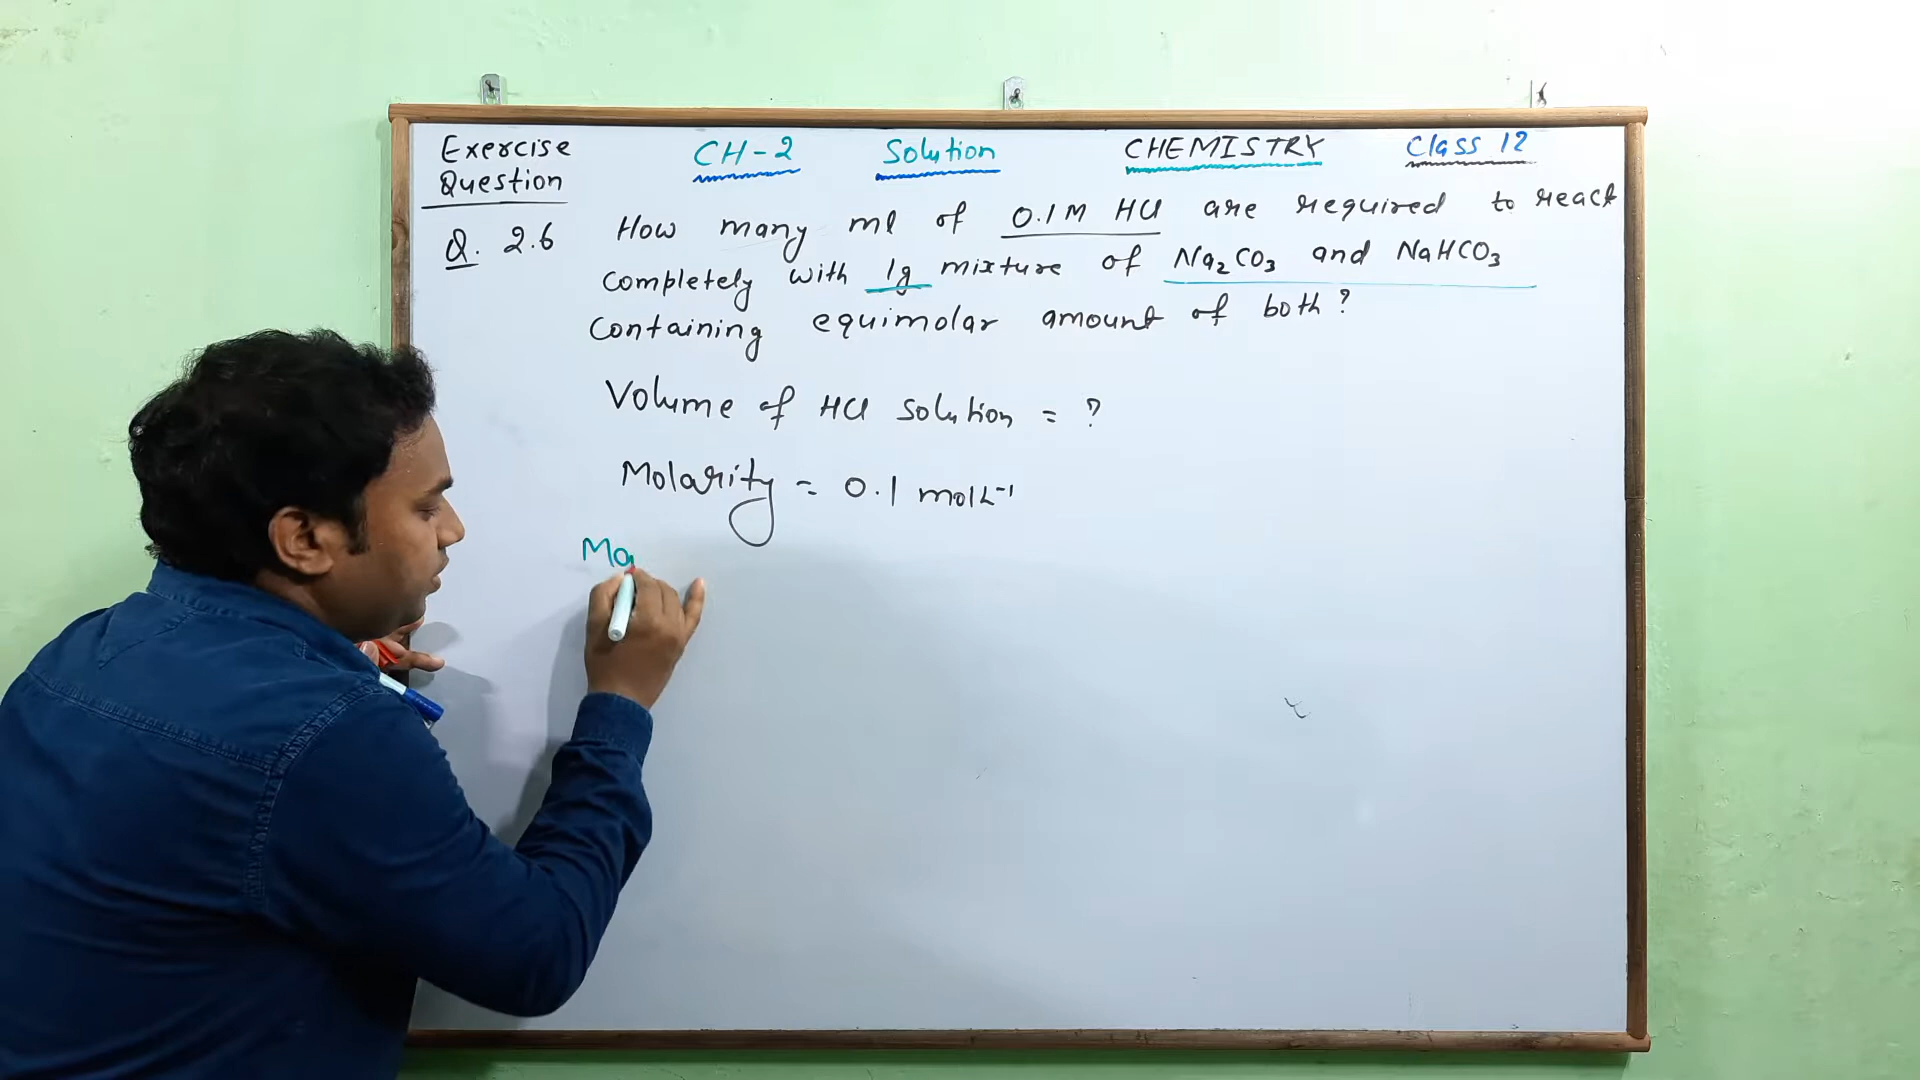 Exercise Question
CH-2 Solution CHEMISTRY Class 12
Q. 2.6 How many ml of 0.1M HCl are required to react
completely with 1g mixture of Na₂CO₃ and NaHCO₃
Containing equimolar amount of both?
Volume of HCl solution = ?
Molarity = 0.1 molL⁻¹
Ma